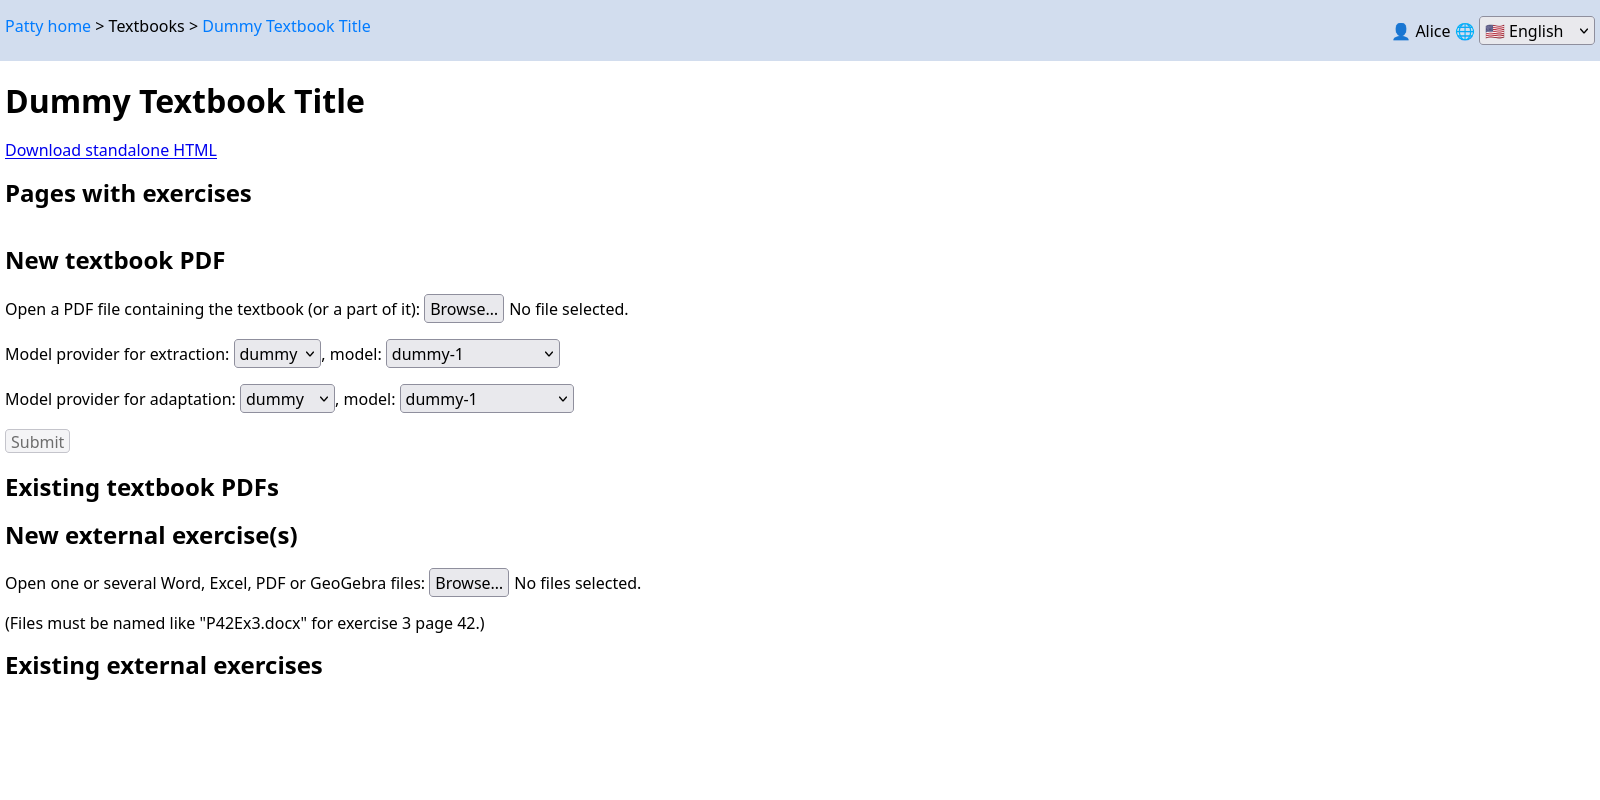 Patty home > Textbooks > Dummy Textbook Title
👤 Alice 🌐 🇺🇸 English
Dummy Textbook Title
Download standalone HTML
Pages with exercises
New textbook PDF
Open a PDF file containing the textbook (or a part of it): Browse... No file selected.
Model provider for extraction: dummy, model: dummy-1
Model provider for adaptation: dummy, model: dummy-1
Submit
Existing textbook PDFs
New external exercise(s)
Open one or several Word, Excel, PDF or GeoGebra files: Browse... No files selected.
(Files must be named like "P42Ex3.docx" for exercise 3 page 42.)
Existing external exercises